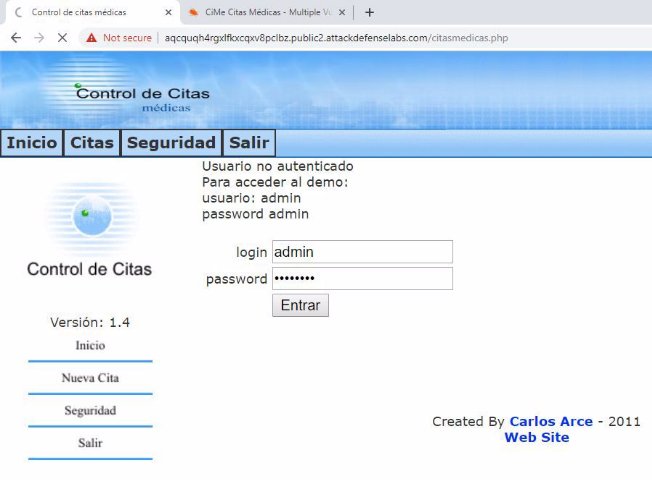 Control de citas médicas
CiMe Citas Médicas - Multiple Vu
Not secure
aqcquqh4rgxlfkxcqxv8pclbz.public2.attackdefenselabs.com/citasmedicas.php
Control de Citas
médicas
Inicio Citas Seguridad Salir
Usuario no autenticado
Para acceder al demo:
usuario: admin
password admin
login admin
password ••••••••
Entrar
Control de Citas
Versión: 1.4
Inicio
Nueva Cita
Seguridad
Salir
Created By Carlos Arce - 2011
Web Site